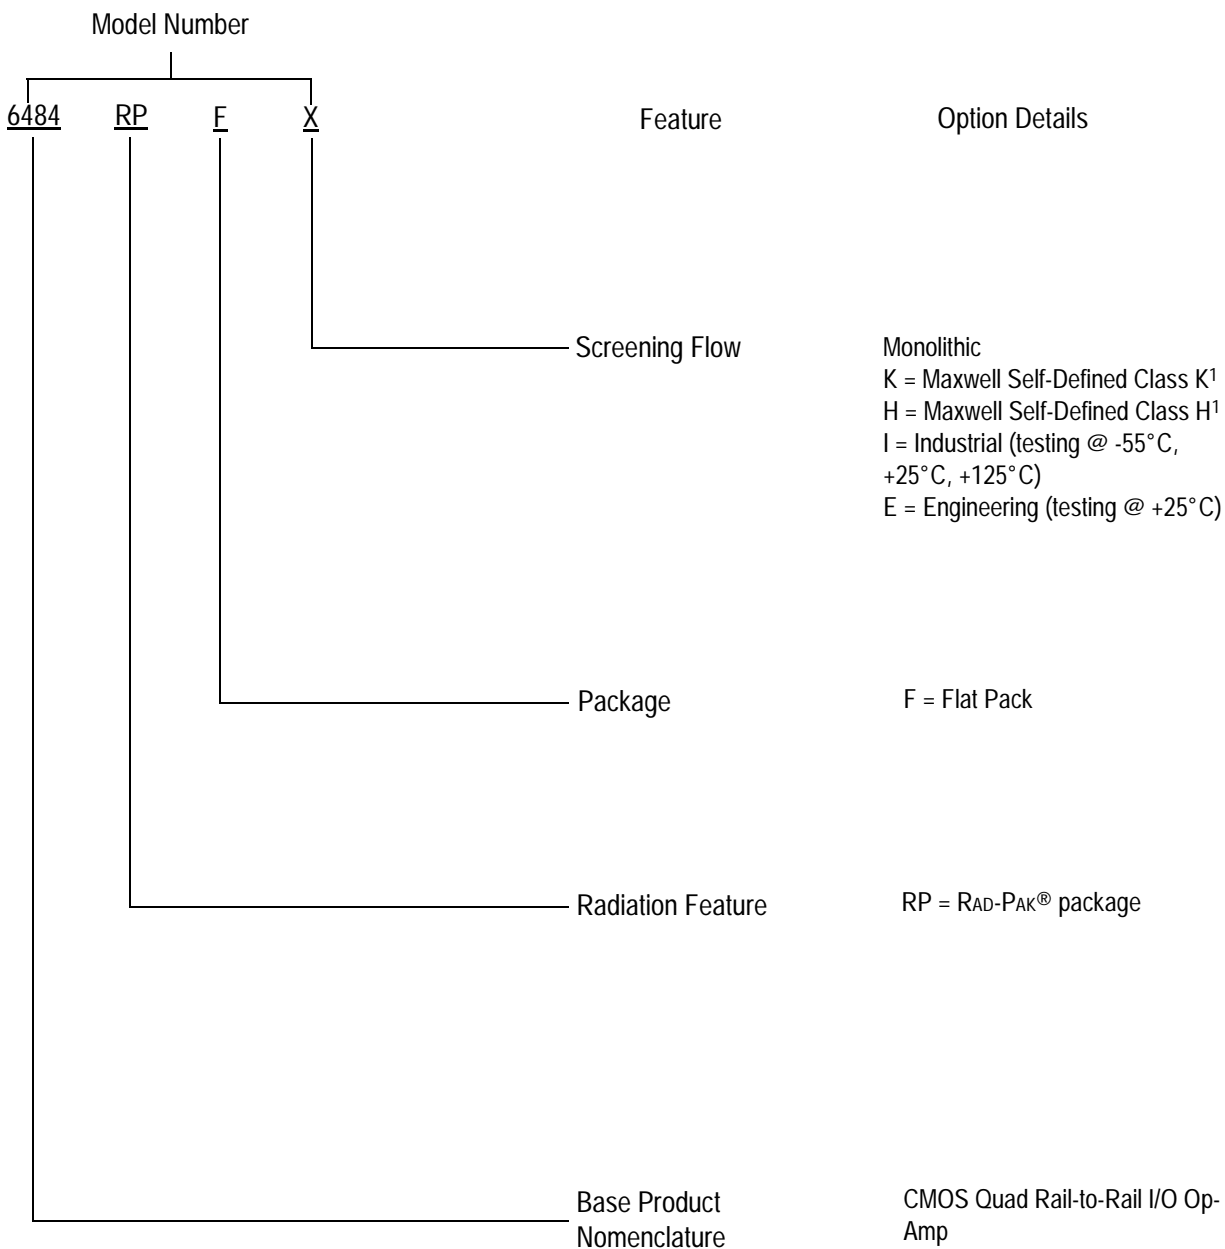 Model Number
6484 RP F X Feature Option Details
Screening Flow Monolithic
K = Maxwell Self-Defined Class K1
H = Maxwell Self-Defined Class H1
I = Industrial (testing @ -55°C,
+25°C, +125°C)
E = Engineering (testing @ +25°C)
Package F = Flat Pack
Radiation Feature RP = RAD-PAK® package
Base Product
Nomenclature
CMOS Quad Rail-to-Rail I/O Op-
Amp